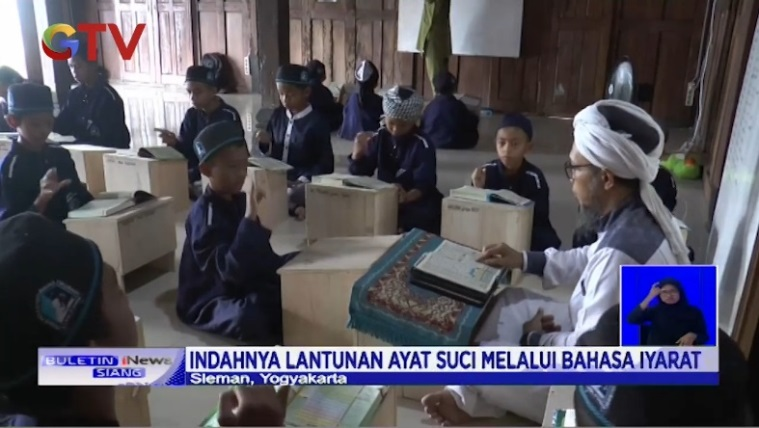 GTV
BULETIN iNews
SIANG
INDAHNYA LANTUNAN AYAT SUCI MELALUI BAHASA IYARAT
Sleman, Yogyakarta